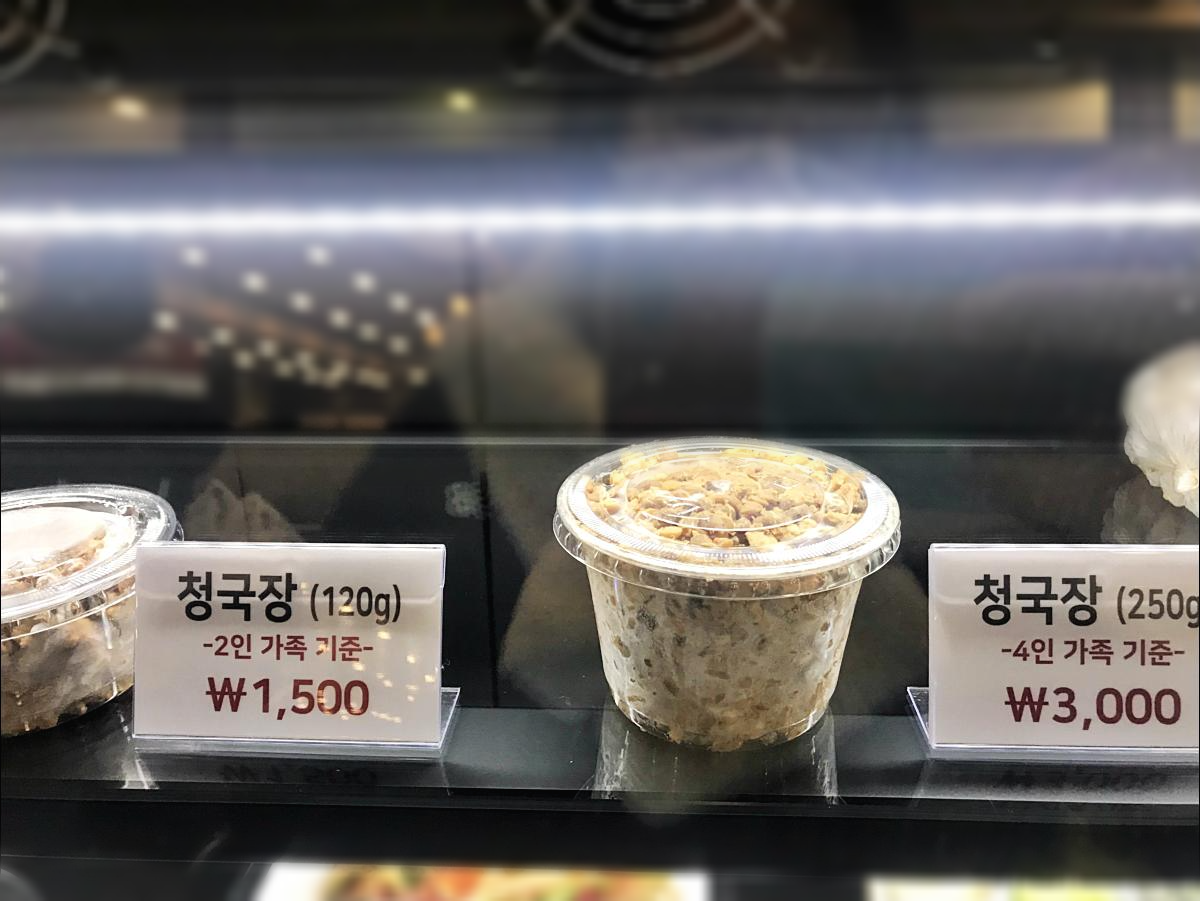 청국장 (120g)
-2인 가족 기준-
₩1,500
청국장 (250g
-4인 가족 기준-
₩3,000